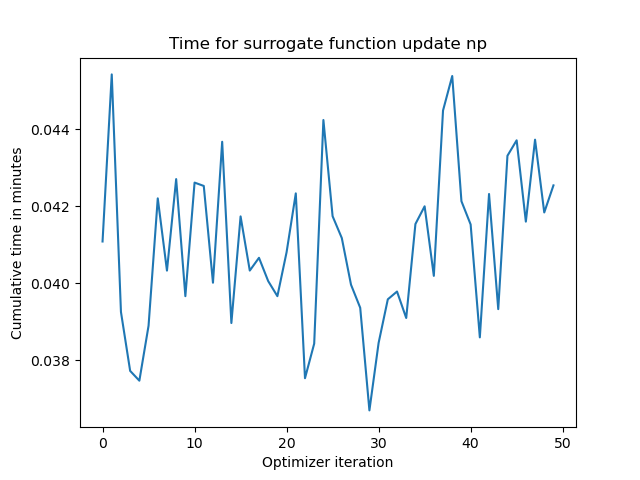 Time for surrogate function update np
Cumulative time in minutes
0.044
0.042
0.040
0.038
0 10 20 30 40 50
Optimizer iteration